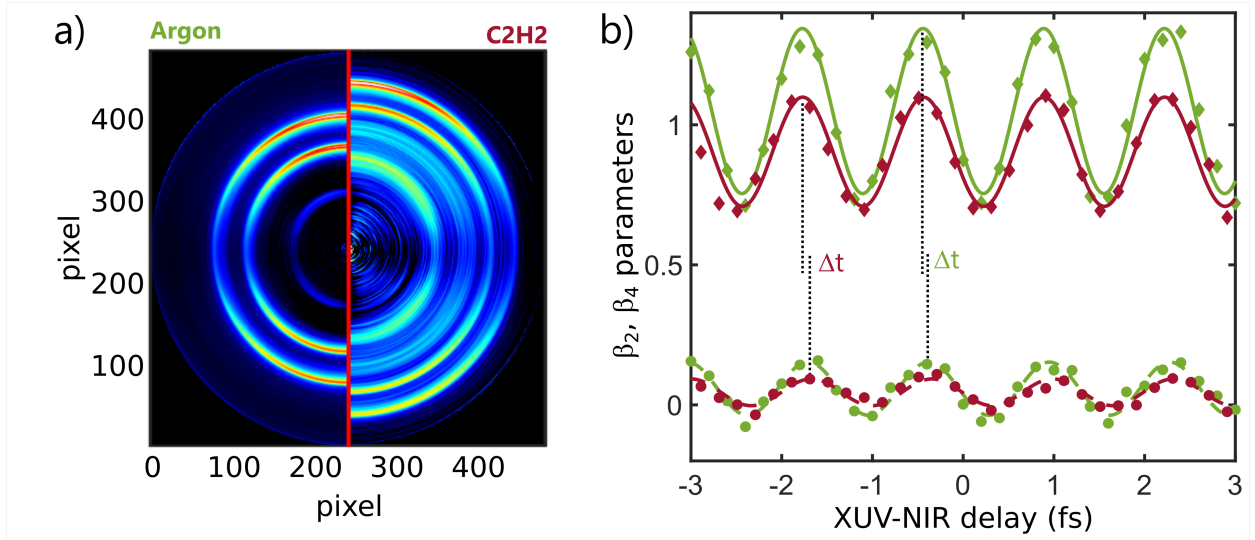 a)
Argon
C2H2
400
300
200
100
pixel
0 100 200 300 400
pixel
b)
1
0.5
0
β2, β4 parameters
Δt
Δt
-3 -2 -1 0 1 2 3
XUV-NIR delay (fs)